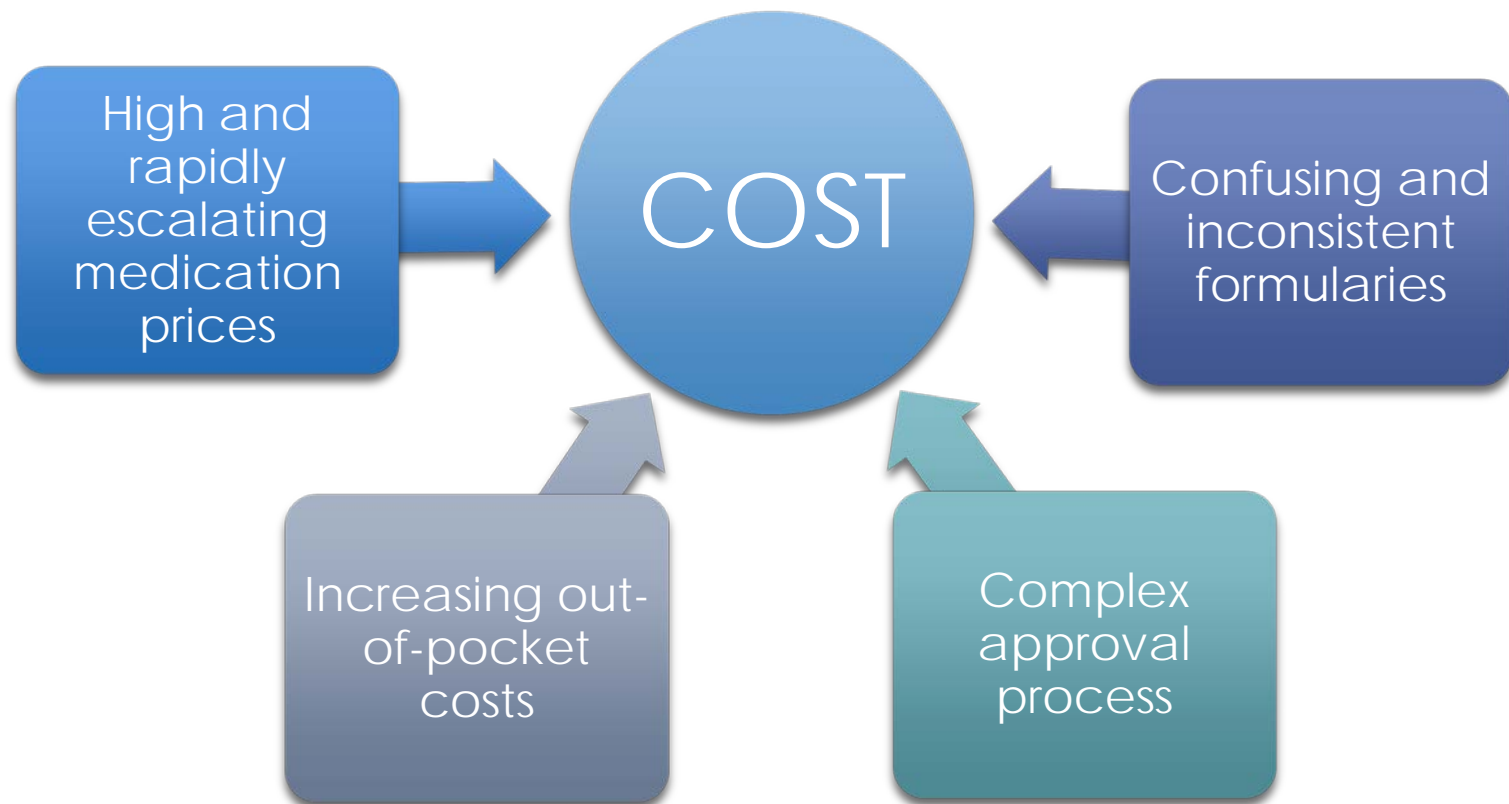 High and
rapidly
escalating
medication
prices
COST
Confusing and
inconsistent
formularies
Increasing out-
of-pocket
costs
Complex
approval
process